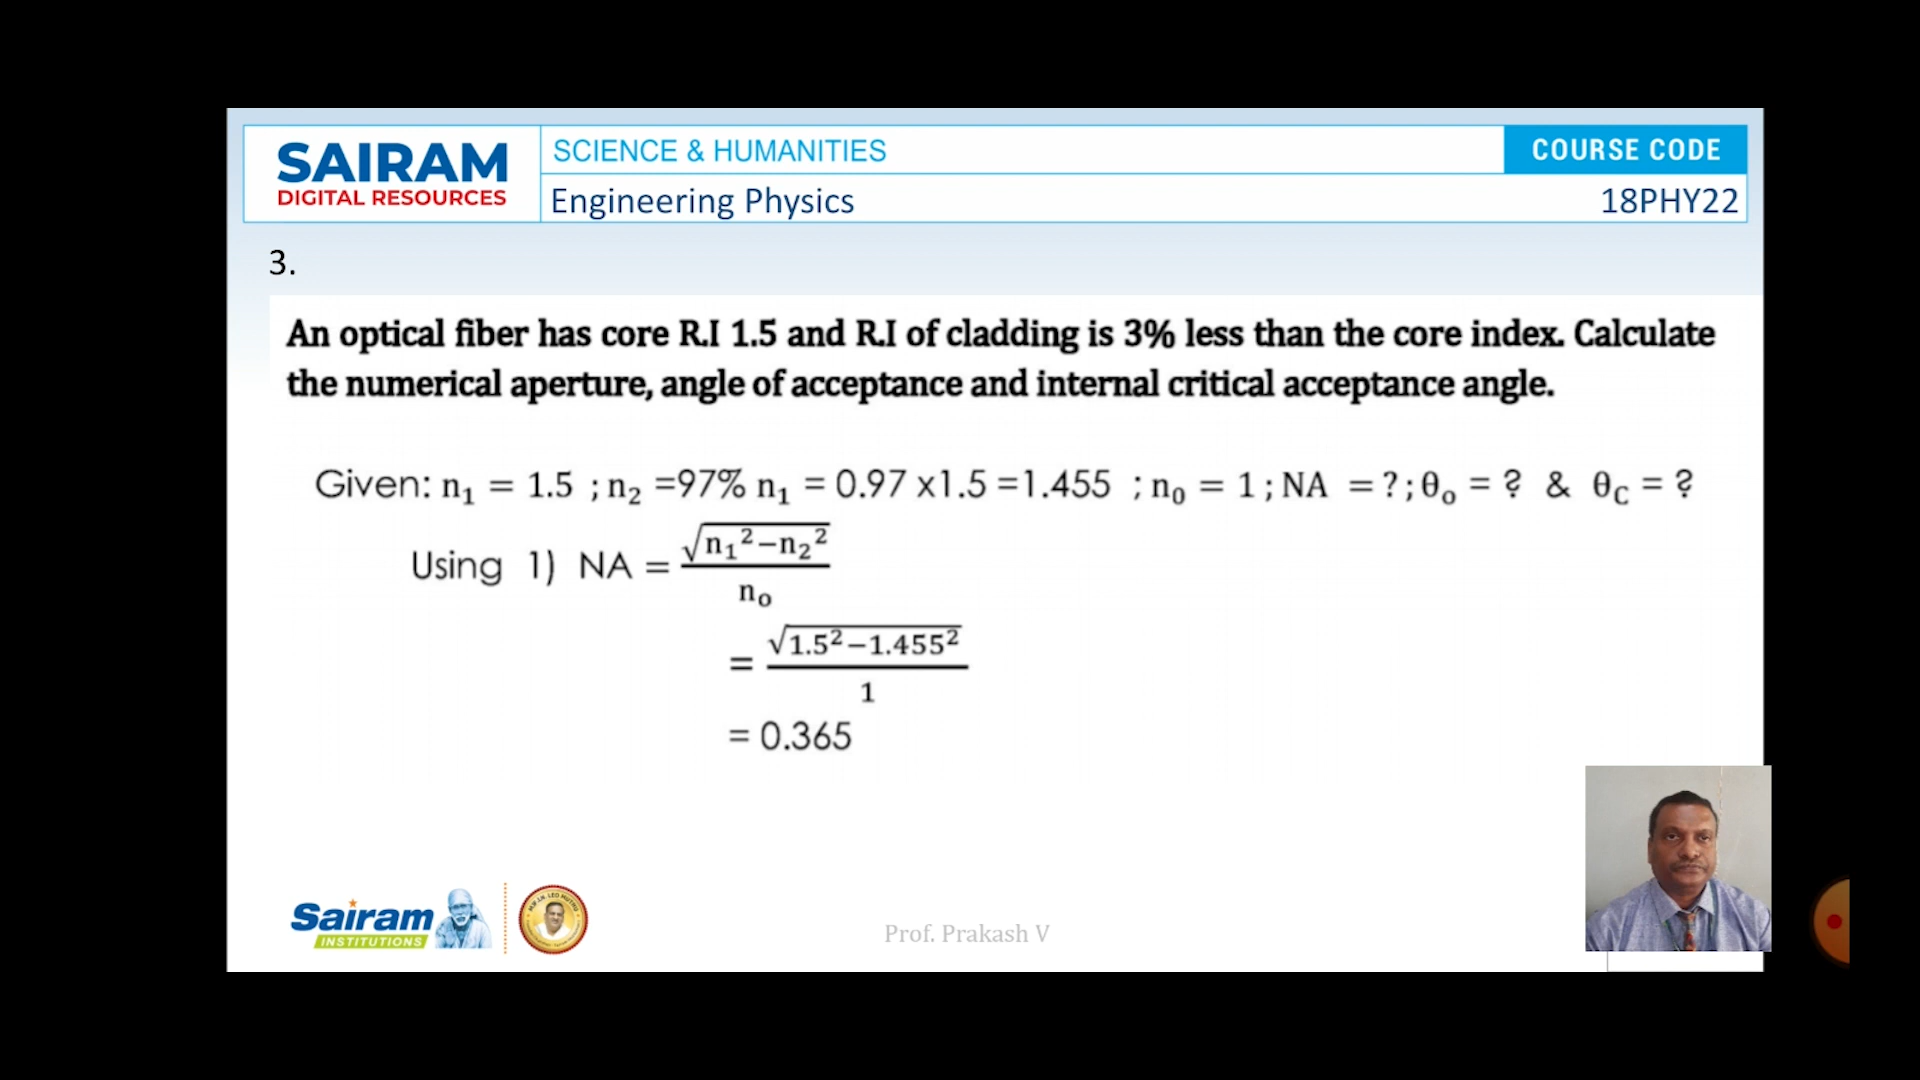 SAIRAM
DIGITAL RESOURCES
SCIENCE & HUMANITIES
COURSE CODE
Engineering Physics
18PHY22
3.
An optical fiber has core R.I 1.5 and R.I of cladding is 3% less than the core index. Calculate
the numerical aperture, angle of acceptance and internal critical acceptance angle.
Given: n₁ = 1.5 ; n₂ =97% n₁ = 0.97 x1.5 =1.455 ; n₀ = 1 ; NA = ? ; θₒ = ? & θ_C = ?
Using 1) NA = √n₁²−n₂² / nₒ
= √1.5²−1.455² / 1
= 0.365
Sairam
INSTITUTIONS
Prof. Prakash V